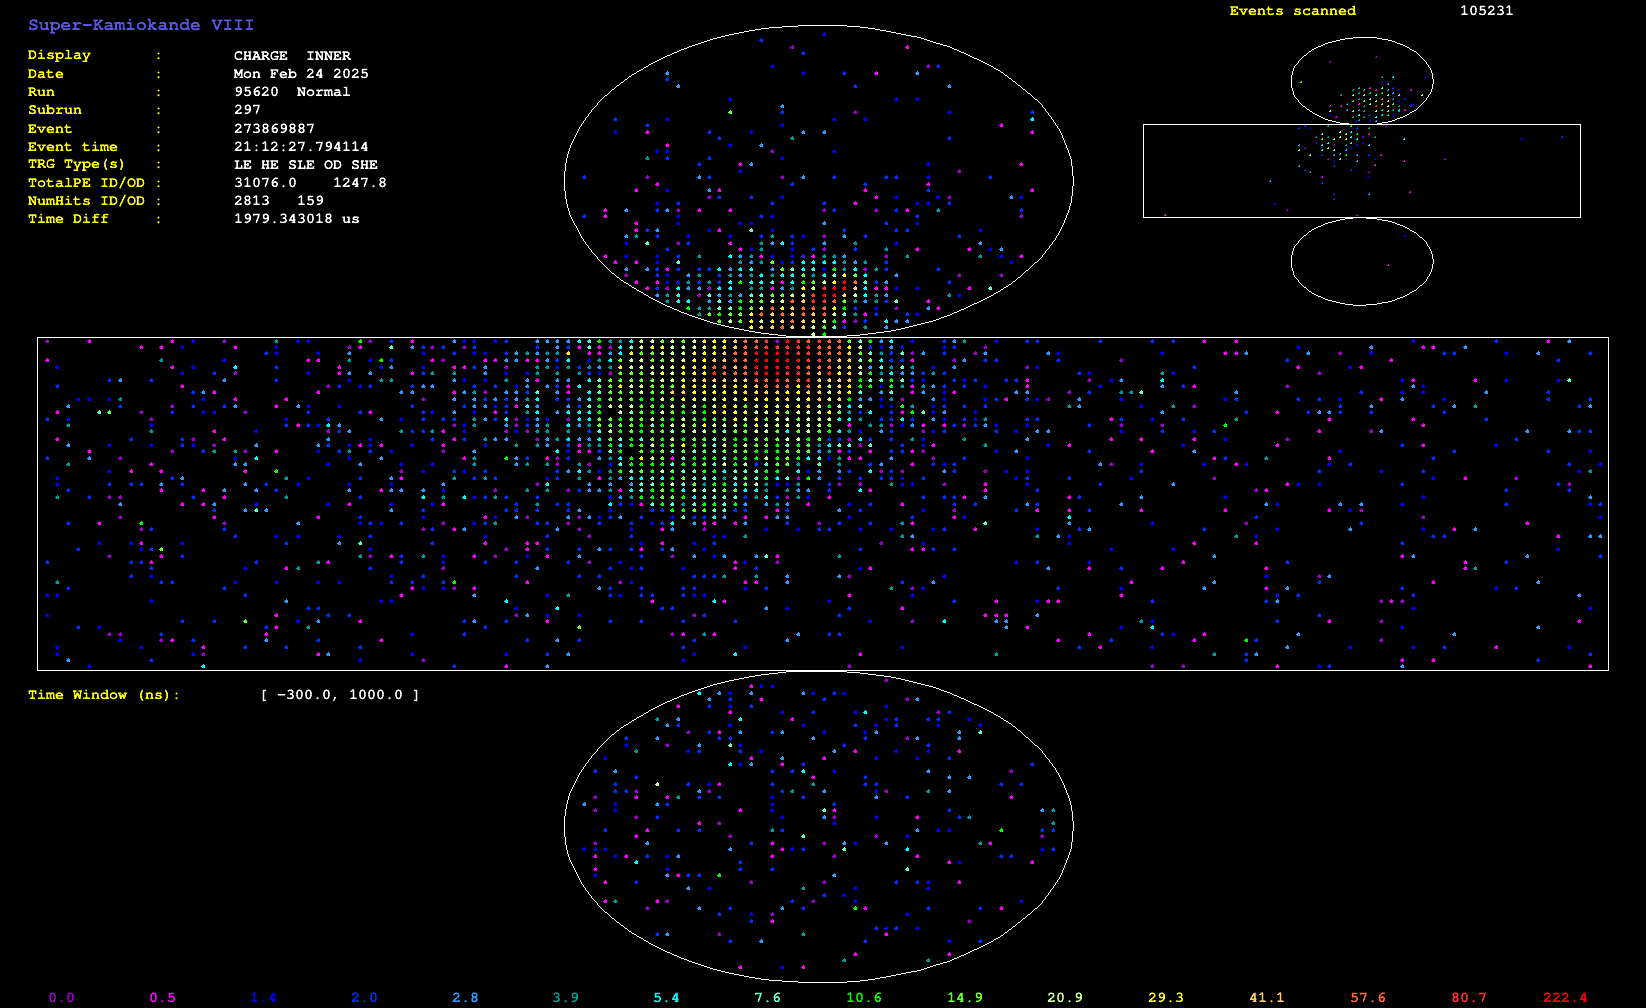 Super-Kamiokande VIII
Display : CHARGE INNER
Date : Mon Feb 24 2025
Run : 95620 Normal
Subrun : 297
Event : 273869887
Event time : 21:12:27.794114
TRG Type(s) : LE HE SLE OD SHE
TotalPE ID/OD : 31076.0 1247.8
NumHits ID/OD : 2813 159
Time Diff : 1979.343018 us
Events scanned 105231
Time Window (ns): [ -300.0, 1000.0 ]
0.0 0.5 1.4 2.0 2.8 3.9 5.4 7.6 10.6 14.9 20.9 29.3 41.1 57.6 80.7 222.4